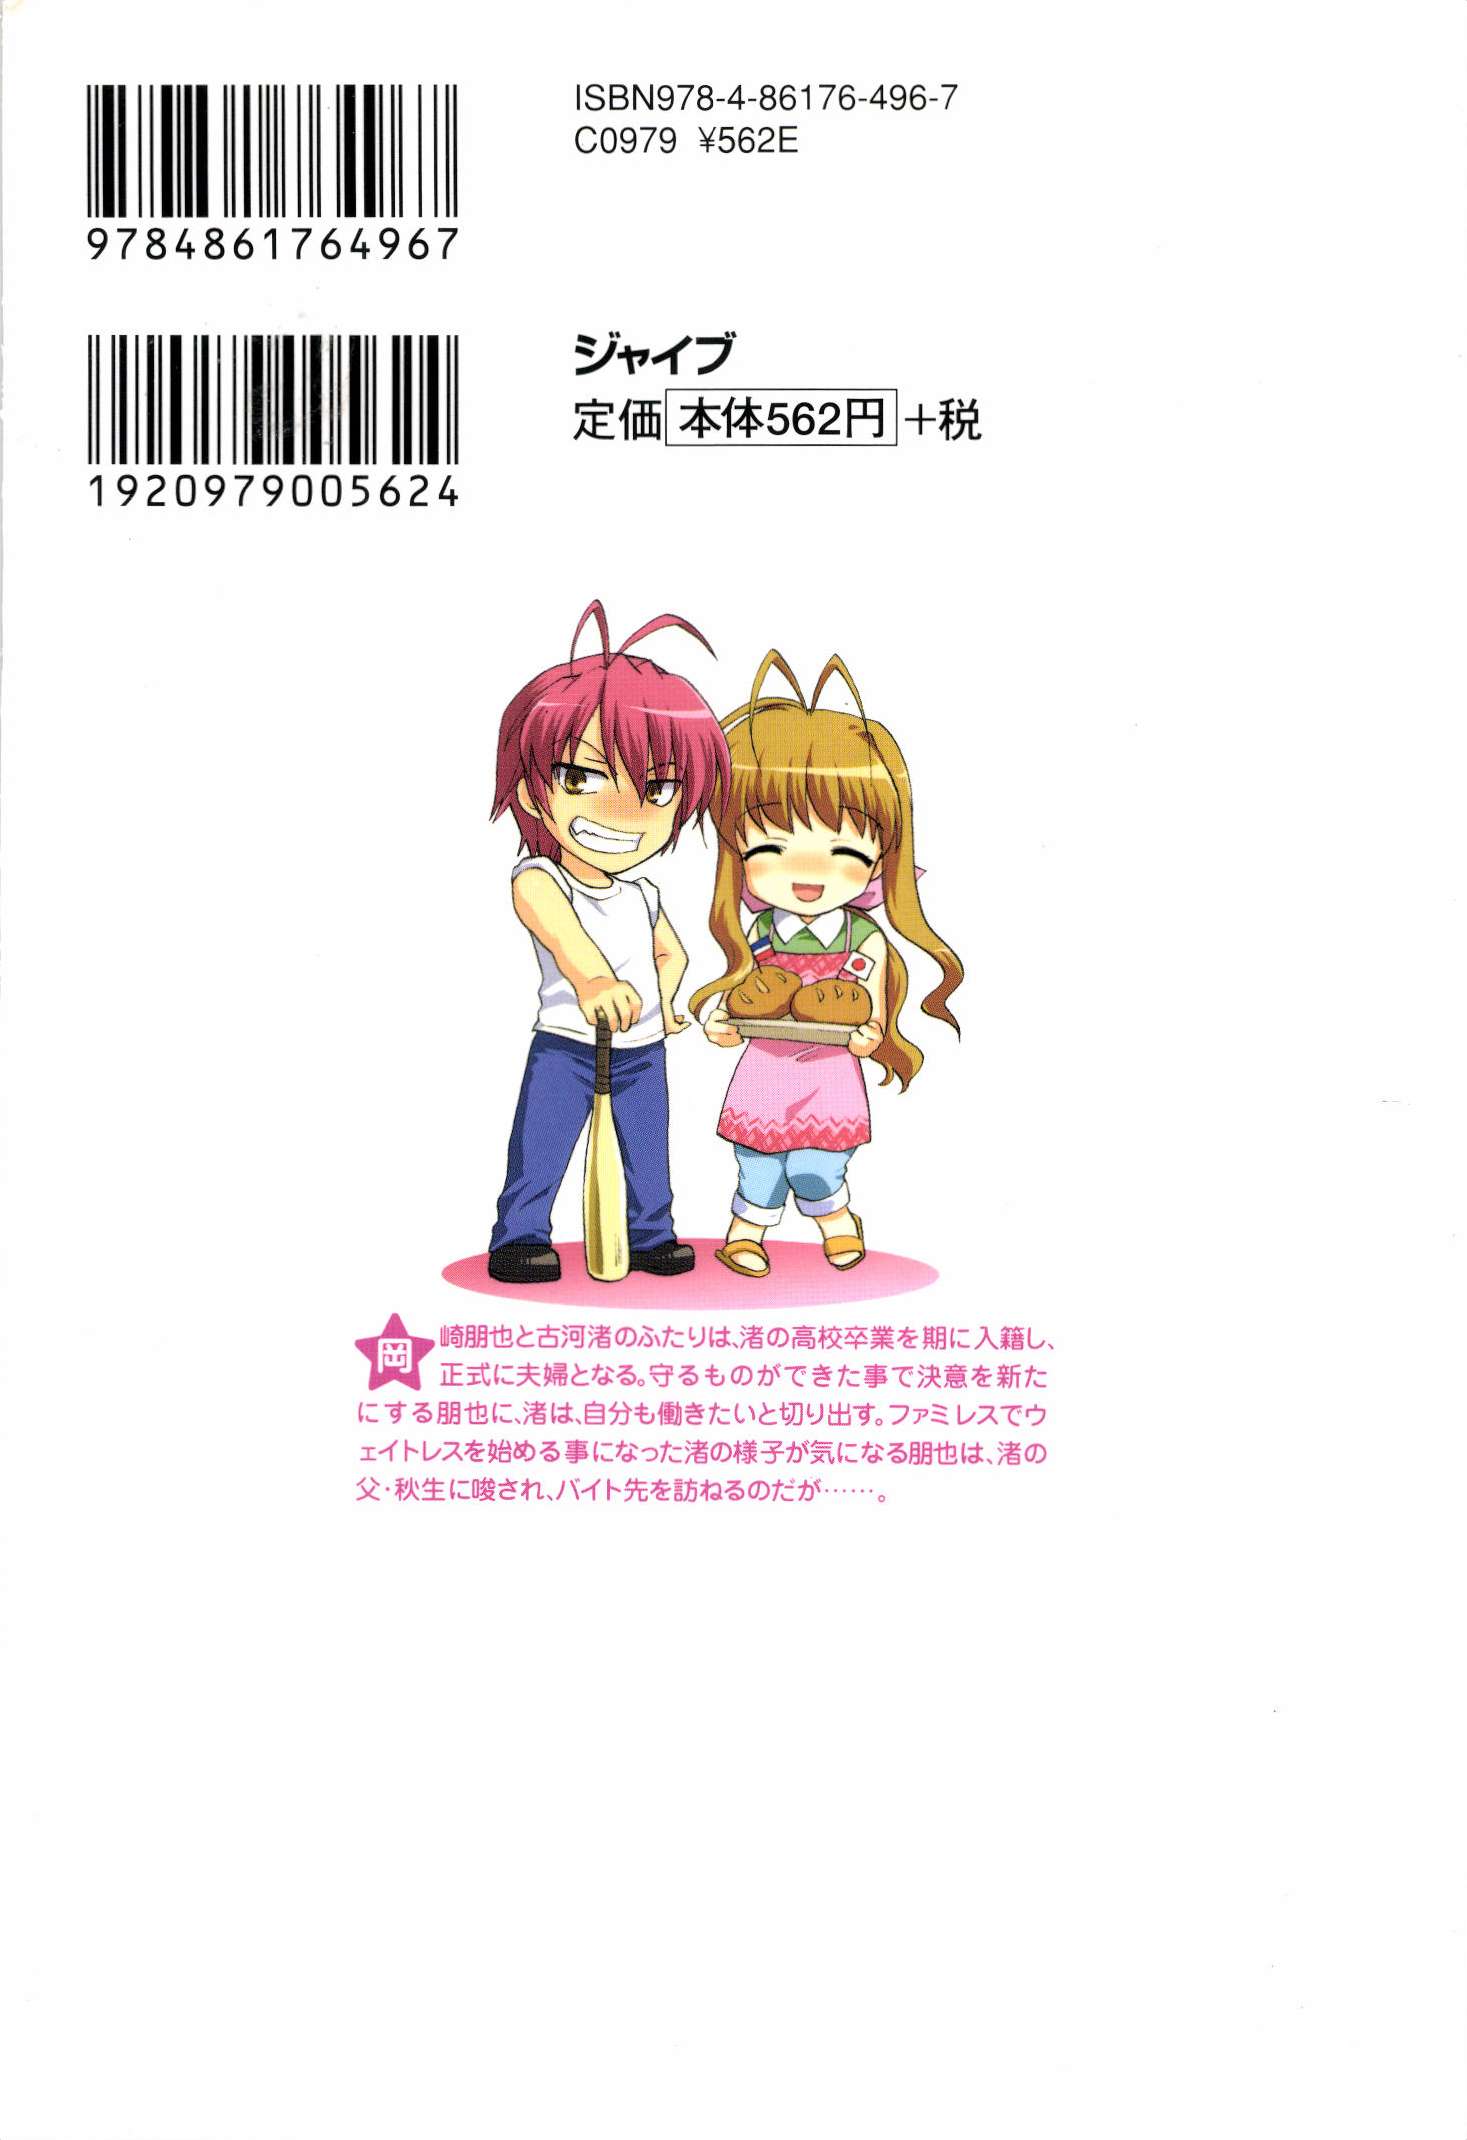 ISBN978-4-86176-496-7
C0979 ¥562E
9784861764967
ジャイブ
定価 本体562円 +税
1920979005624
岡崎朋也と古河渚のふたりは、渚の高校卒業を期に入籍し、
正式に夫婦となる。守るものができた事で決意を新た
にする朋也に、渚は、自分も働きたいと切り出す。ファミレスでウ
ェイトレスを始める事になった渚の様子が気になる朋也は、渚の
父・秋生に唆され、バイト先を訪ねるのだが……。